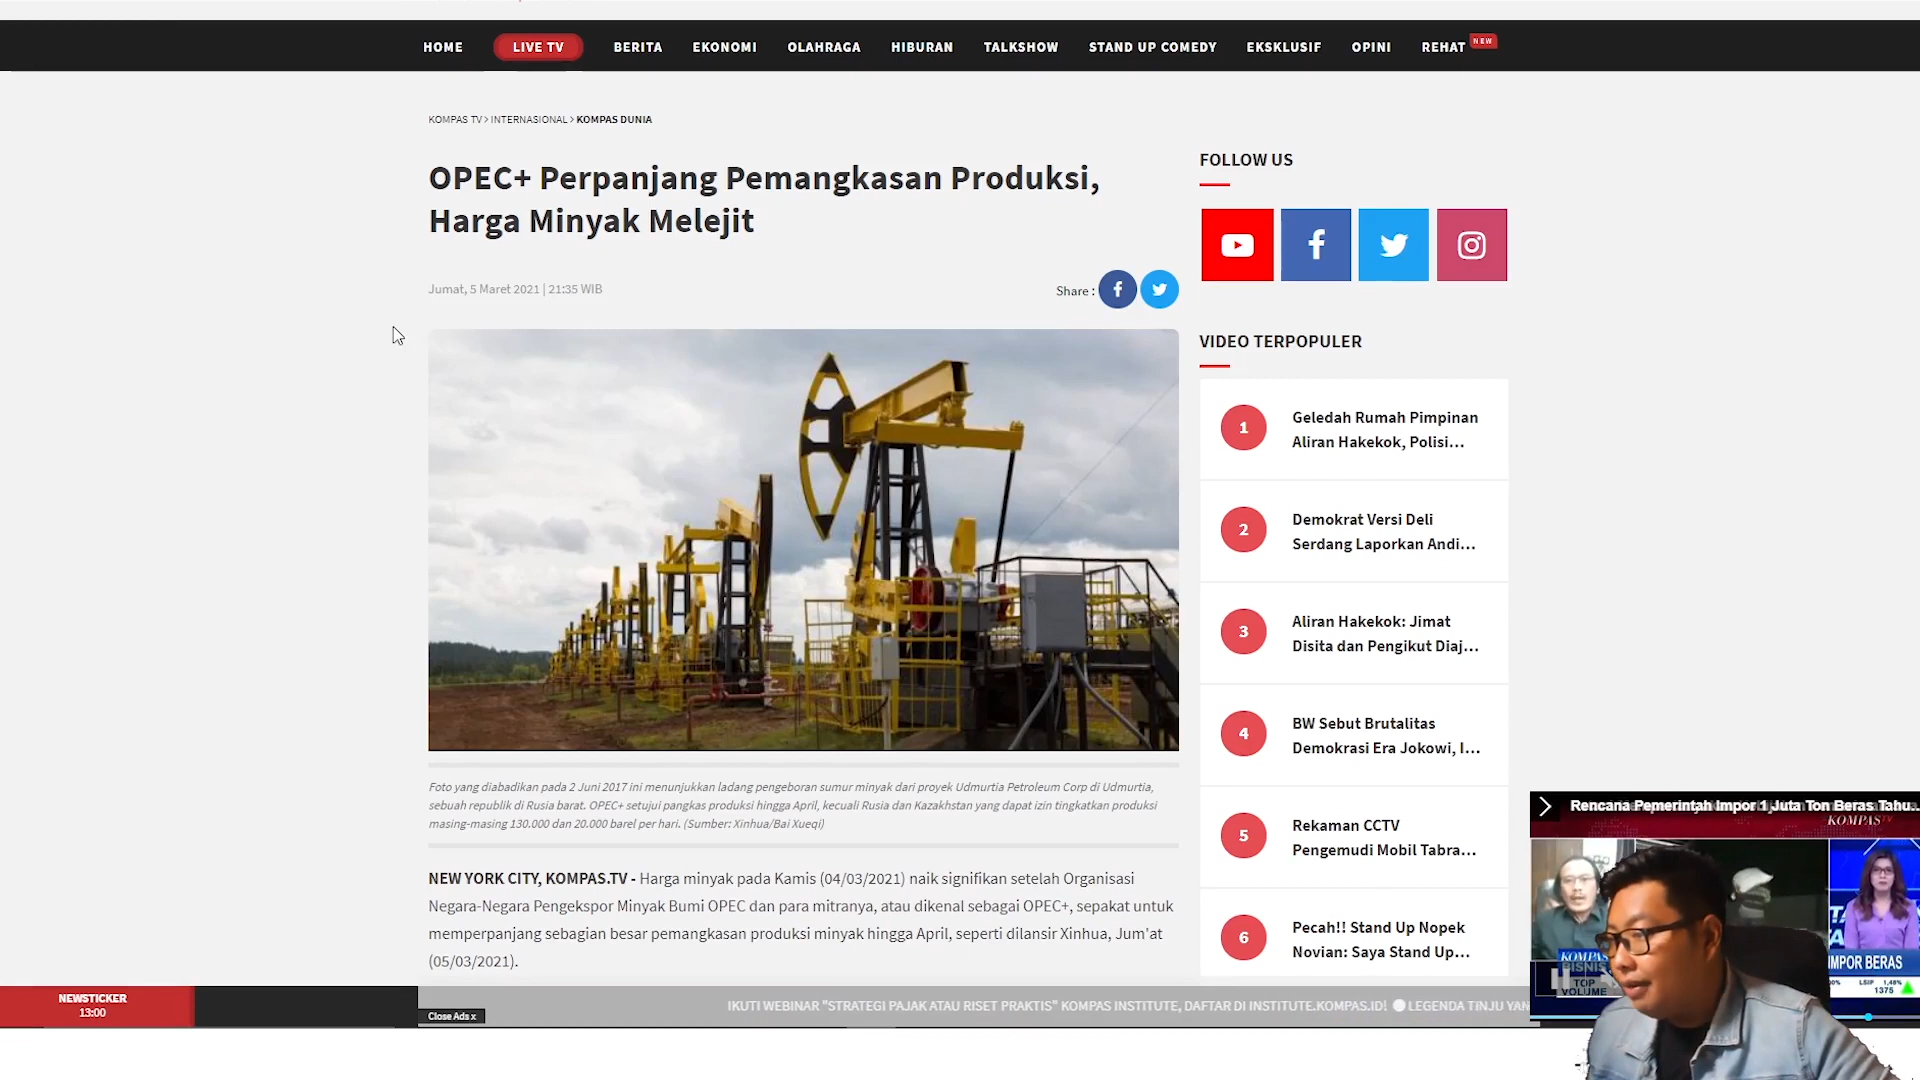 HOME
LIVE TV
BERITA
EKONOMI
OLAHRAGA
HIBURAN
TALKSHOW
STAND UP COMEDY
EKSKLUSIF
OPINI
REHAT
NEW
KOMPAS TV > INTERNASIONAL > KOMPAS DUNIA
OPEC+ Perpanjang Pemangkasan Produksi,
Harga Minyak Melejit
Jumat, 5 Maret 2021 | 21:35 WIB
Share :
Foto yang diabadikan pada 2 Juni 2017 ini menunjukkan ladang pengeboran sumur minyak dari proyek Udmurtia Petroleum Corp di Udmurtia,
sebuah republik di Rusia barat. OPEC+ setujui pangkas produksi hingga April, kecuali Rusia dan Kazakhstan yang dapat izin tingkatkan produksi
masing-masing 130.000 dan 20.000 barel per hari. (Sumber: Xinhua/Bai Xueqi)
NEW YORK CITY, KOMPAS.TV - Harga minyak pada Kamis (04/03/2021) naik signifikan setelah Organisasi
Negara-Negara Pengekspor Minyak Bumi OPEC dan para mitranya, atau dikenal sebagai OPEC+, sepakat untuk
memperpanjang sebagian besar pemangkasan produksi minyak hingga April, seperti dilansir Xinhua, Jum'at
(05/03/2021).
FOLLOW US
VIDEO TERPOPULER
1
Geledah Rumah Pimpinan
Aliran Hakekok, Polisi...
2
Demokrat Versi Deli
Serdang Laporkan Andi...
3
Aliran Hakekok: Jimat
Disita dan Pengikut Diaj...
4
BW Sebut Brutalitas
Demokrasi Era Jokowi, I...
5
Rekaman CCTV
Pengemudi Mobil Tabra...
6
Pecah!! Stand Up Nopek
Novian: Saya Stand Up...
Rencana Pemerintah Impor 1 Juta Ton Beras Tahu...
KOMPAS TV
KOMPAS
BISNIS
TOP
VOLUME
IMPOR BERAS
LSIP 1,48%
1375
NEWSTICKER
13:00
Close Ads x
IKUTI WEBINAR "STRATEGI PAJAK ATAU RISET PRAKTIS" KOMPAS INSTITUTE, DAFTAR DI INSTITUTE.KOMPAS.ID! LEGENDA TINJU